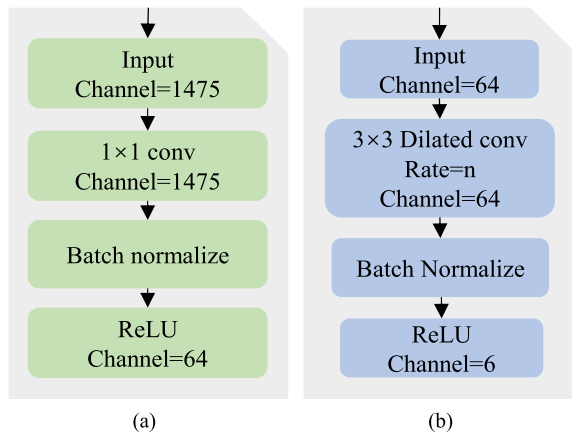 Input
Channel=1475
1×1 conv
Channel=1475
Batch normalize
ReLU
Channel=64
(a)
Input
Channel=64
3×3 Dilated conv
Rate=n
Channel=64
Batch Normalize
ReLU
Channel=6
(b)